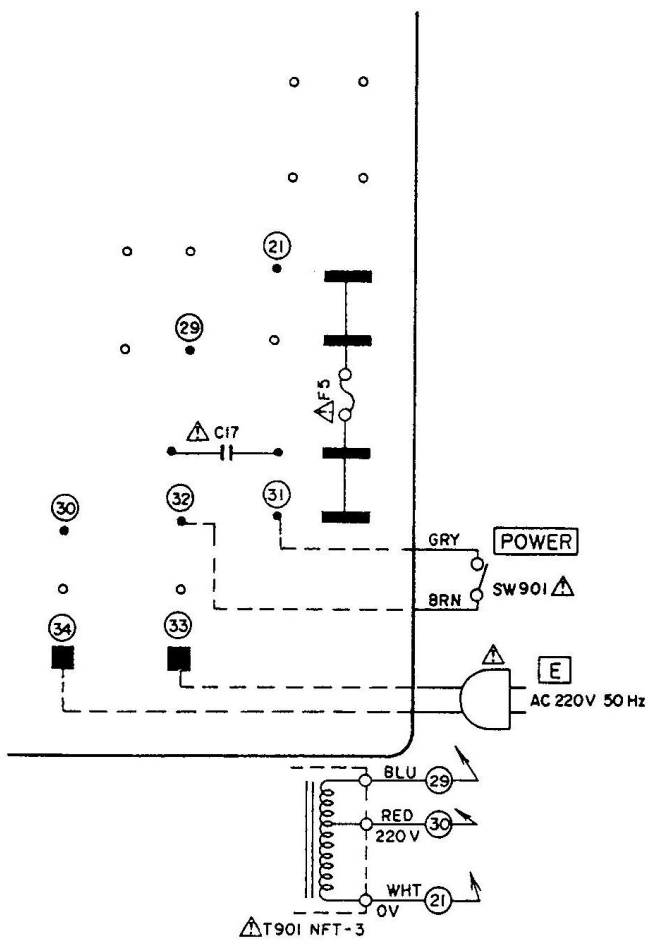 21
29
F5
C17
30
32
31
GRY
POWER
SW901
BRN
34
33
E
AC 220V 50 Hz
BLU
29
RED
30
220V
WHT
21
0V
T901 NFT-3